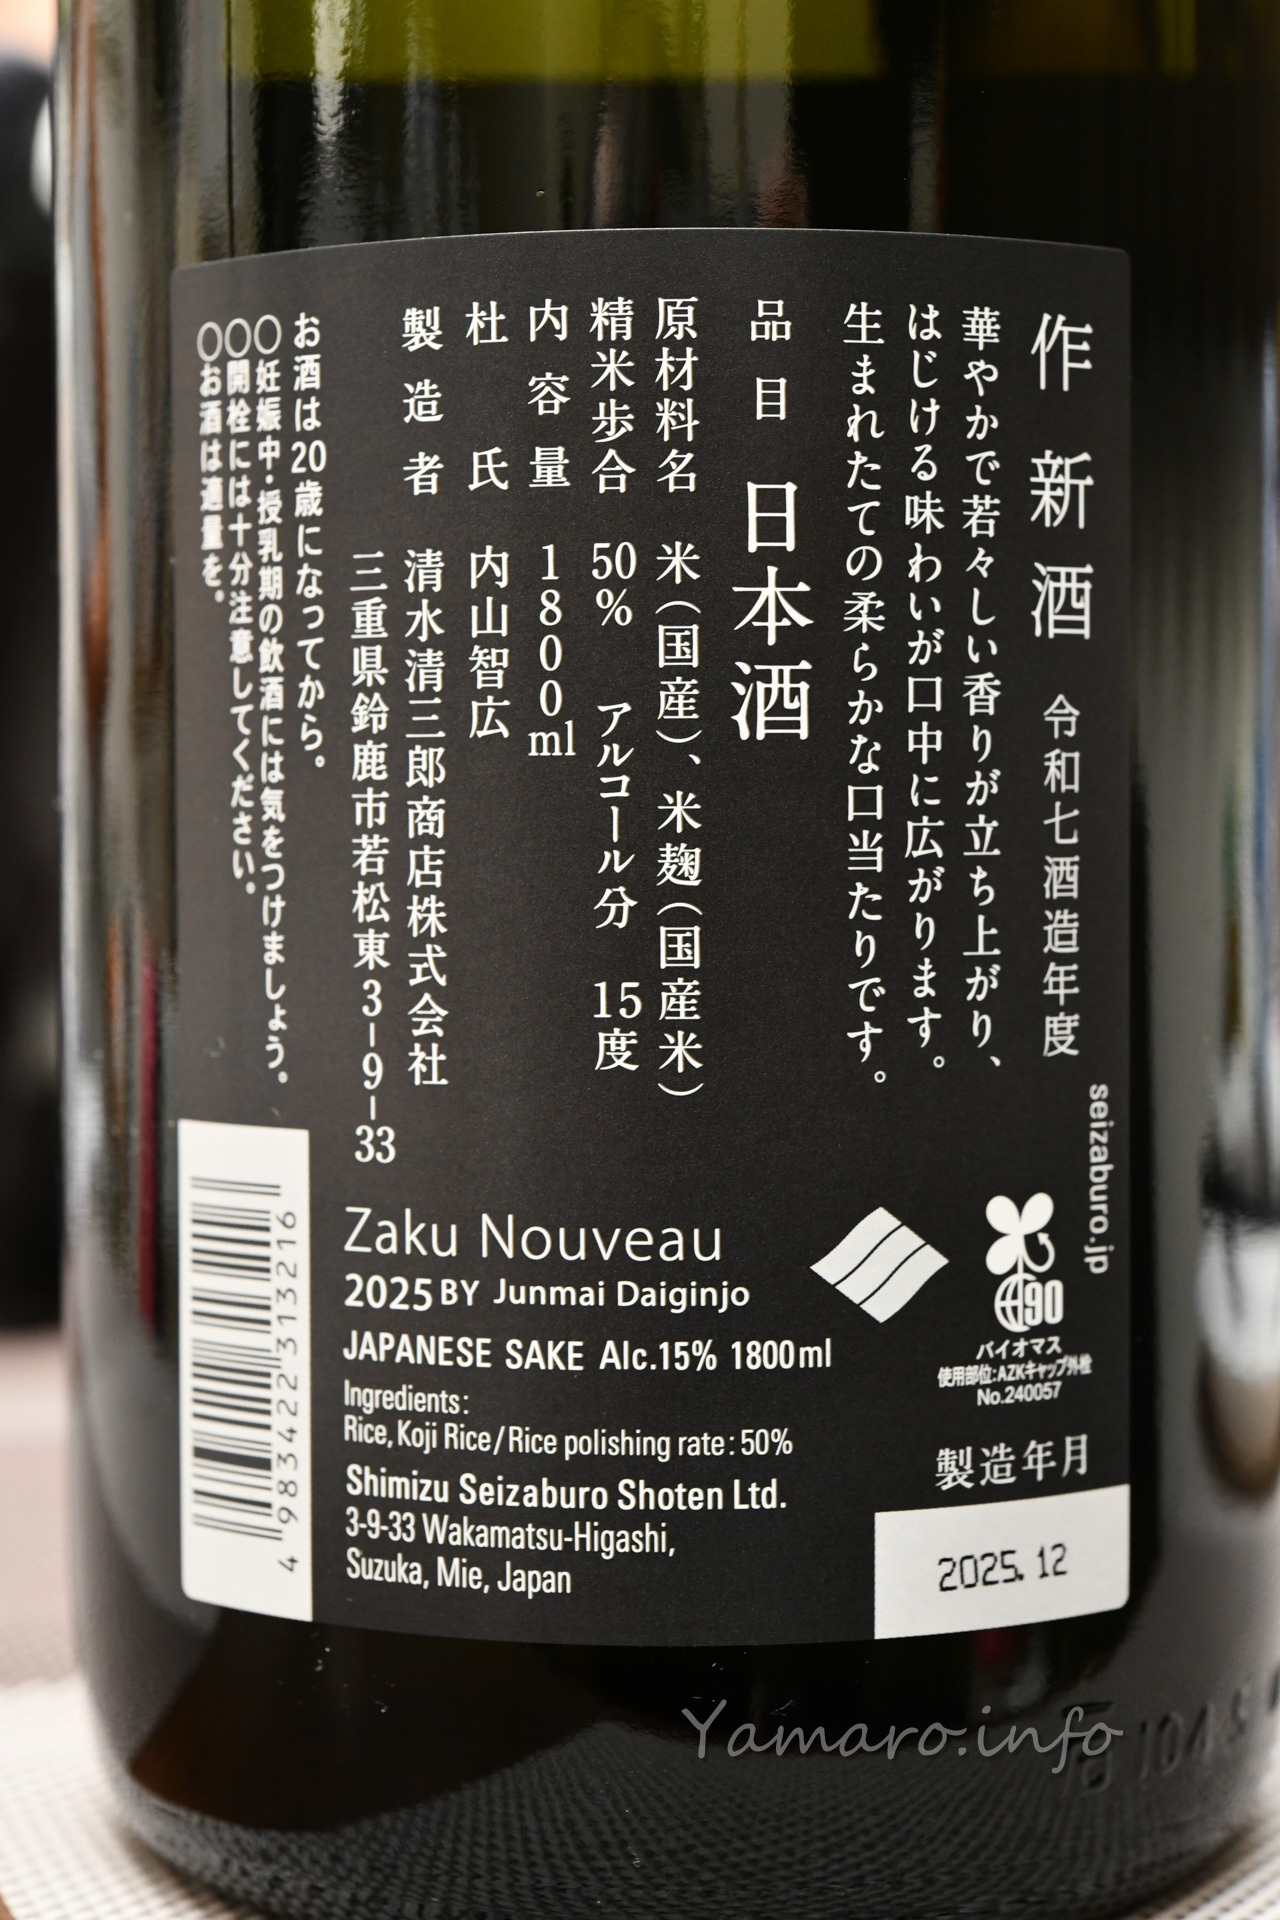 作 新 酒 令和七酒造年度
華やかで若々しい香りが立ち上がり、
はじける味わいが口中に広がります。
生まれたての柔らかな口当たりです。
品目 日本酒
原材料名 米(国産)、米麹(国産米)
精米歩合 50% アルコール分 15度
内容量 1800ml
杜氏 内山智広
製造者 清水清三郎商店株式会社
三重県鈴鹿市若松東3-9-33
お酒は20歳になってから。
○妊娠中・授乳期の飲酒には気をつけましょう。
○開栓には十分注意してください。
○お酒は適量を。
seizaburo.jp
Zaku Nouveau
2025BY Junmai Daiginjo
JAPANESE SAKE Alc.15% 1800ml
Ingredients:
Rice, Koji Rice/Rice polishing rate:50%
Shimizu Seizaburo Shoten Ltd.
3-9-33 Wakamatsu-Higashi,
Suzuka, Mie, Japan
4 983422 313216
90
バイオマス
使用部位:AZKキャップ外栓
No.240057
製造年月
2025.12
Yamaro.info